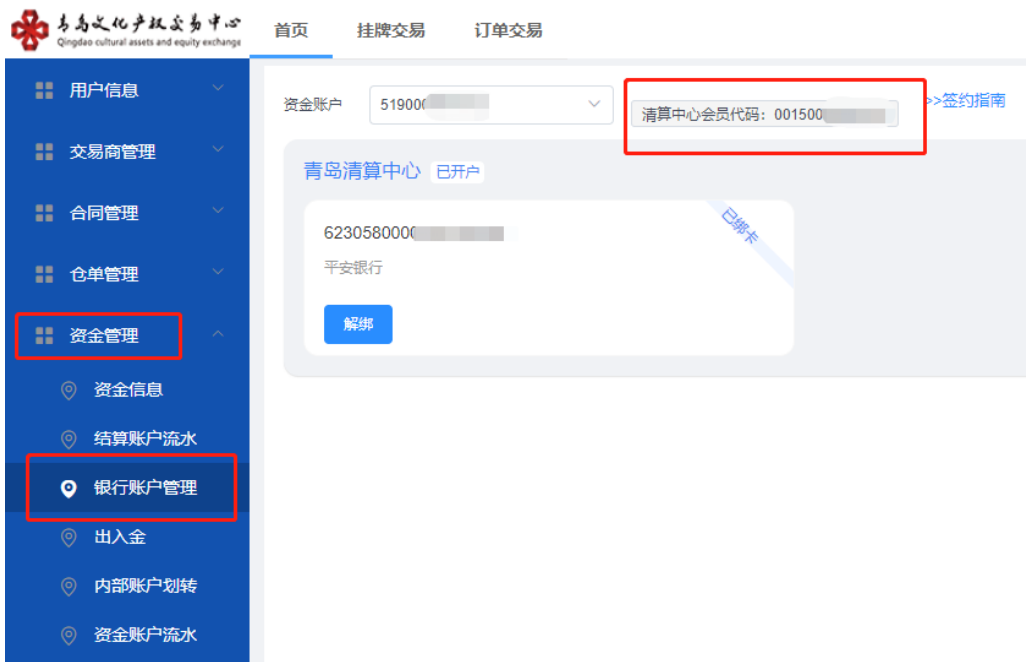 青岛文化产权交易中心
Qingdao cultural assets and equity exchange
首页 挂牌交易 订单交易
用户信息
交易商管理
合同管理
仓单管理
资金管理
资金信息
结算账户流水
银行账户管理
出入金
内部账户划转
资金账户流水
资金账户 51900 清算中心会员代码：001500 >>签约指南
青岛清算中心 已开户
6230580000
已绑卡
平安银行
解绑